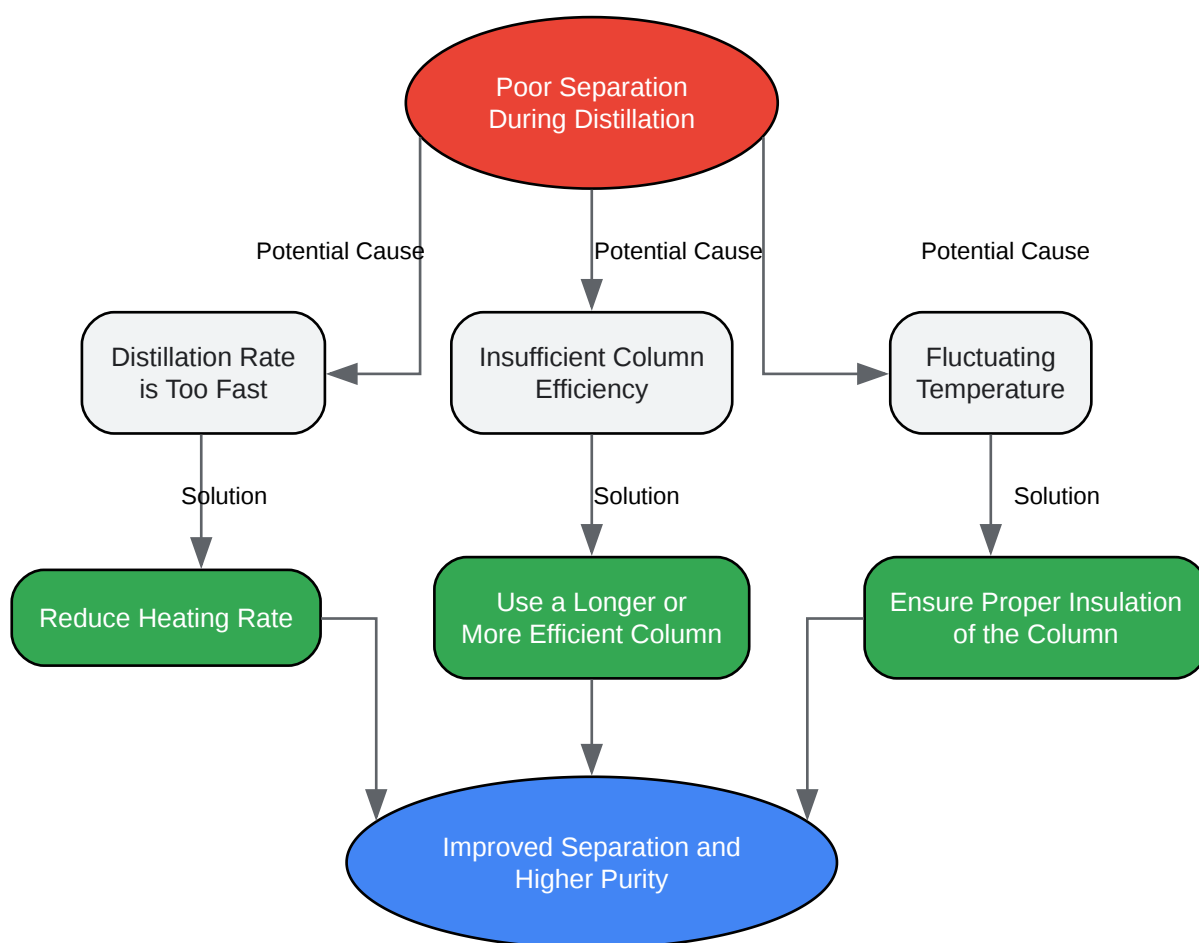 Poor Separation
During Distillation
Potential Cause
Potential Cause
Potential Cause
Distillation Rate
is Too Fast
Insufficient Column
Efficiency
Fluctuating
Temperature
Solution
Solution
Solution
Reduce Heating Rate
Use a Longer or
More Efficient Column
Ensure Proper Insulation
of the Column
Improved Separation and
Higher Purity